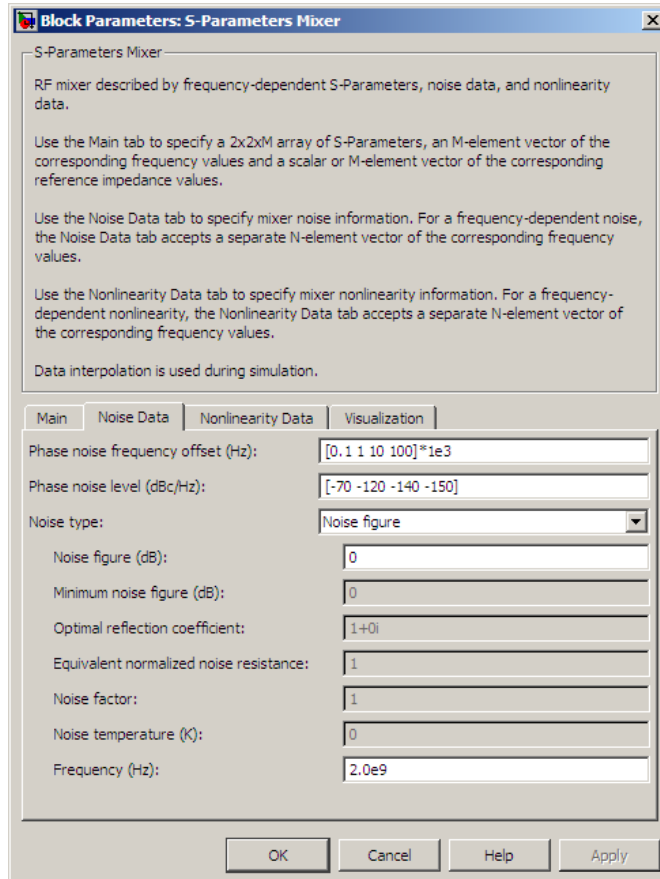 Block Parameters: S-Parameters Mixer
S-Parameters Mixer
RF mixer described by frequency-dependent S-Parameters, noise data, and nonlinearity
data.
Use the Main tab to specify a 2x2xM array of S-Parameters, an M-element vector of the
corresponding frequency values and a scalar or M-element vector of the corresponding
reference impedance values.
Use the Noise Data tab to specify mixer noise information. For a frequency-dependent noise,
the Noise Data tab accepts a separate N-element vector of the corresponding frequency
values.
Use the Nonlinearity Data tab to specify mixer nonlinearity information. For a frequency-
dependent nonlinearity, the Nonlinearity Data tab accepts a separate N-element vector of
the corresponding frequency values.
Data interpolation is used during simulation.
Main Noise Data Nonlinearity Data Visualization
Phase noise frequency offset (Hz): [0.1 1 10 100]*1e3
Phase noise level (dBc/Hz): [-70 -120 -140 -150]
Noise type: Noise figure
Noise figure (dB): 0
Minimum noise figure (dB): 0
Optimal reflection coefficient: 1+0i
Equivalent normalized noise resistance: 1
Noise factor: 1
Noise temperature (K): 0
Frequency (Hz): 2.0e9
OK Cancel Help Apply